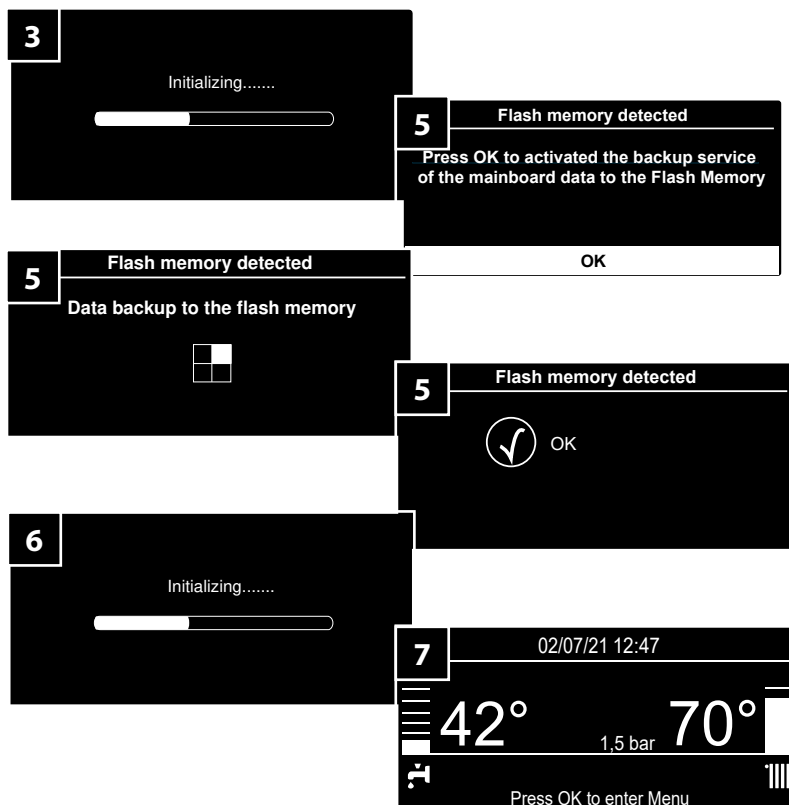 3
Initializing.......
5
Flash memory detected
Press OK to activated the backup service
of the mainboard data to the Flash Memory
OK
5
Flash memory detected
Data backup to the flash memory
5
Flash memory detected
OK
6
Initializing.......
7
02/07/21 12:47
42°
1,5 bar
70°
Press OK to enter Menu